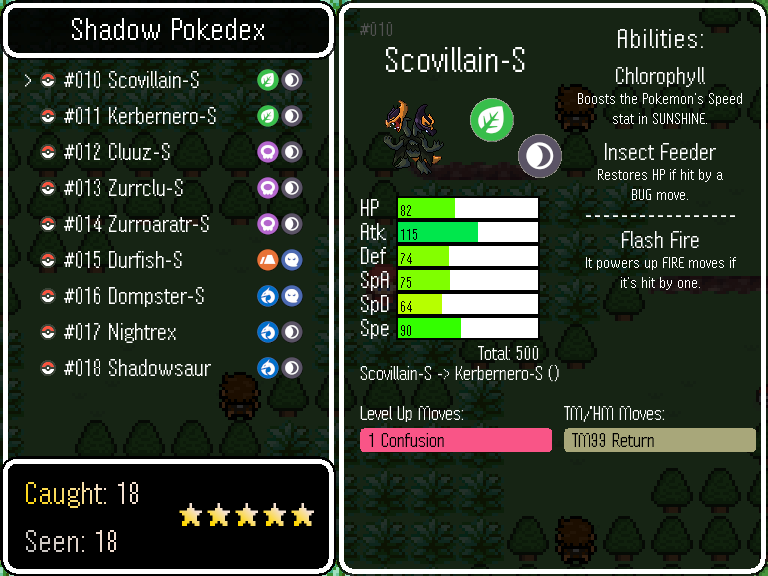 Shadow Pokedex
#010 Scovillain-S
#011 Kerbernero-S
#012 Cluuz-S
#013 Zurrclu-S
#014 Zurroaratr-S
#015 Durfish-S
#016 Dompster-S
#017 Nightrex
#018 Shadowsaur
Caught: 18
Seen: 18
#010
Scovillain-S
HP 82
Atk 115
Def 74
SpA 75
SpD 64
Spe 90
Total: 500
Scovillain-S -> Kerbernero-S ()
Abilities:
Chlorophyll
Boosts the Pokemon's Speed
stat in SUNSHINE.
Insect Feeder
Restores HP if hit by a
BUG move.
Flash Fire
It powers up FIRE moves if
it's hit by one.
Level Up Moves:
1 Confusion
TM/HM Moves:
TM99 Return